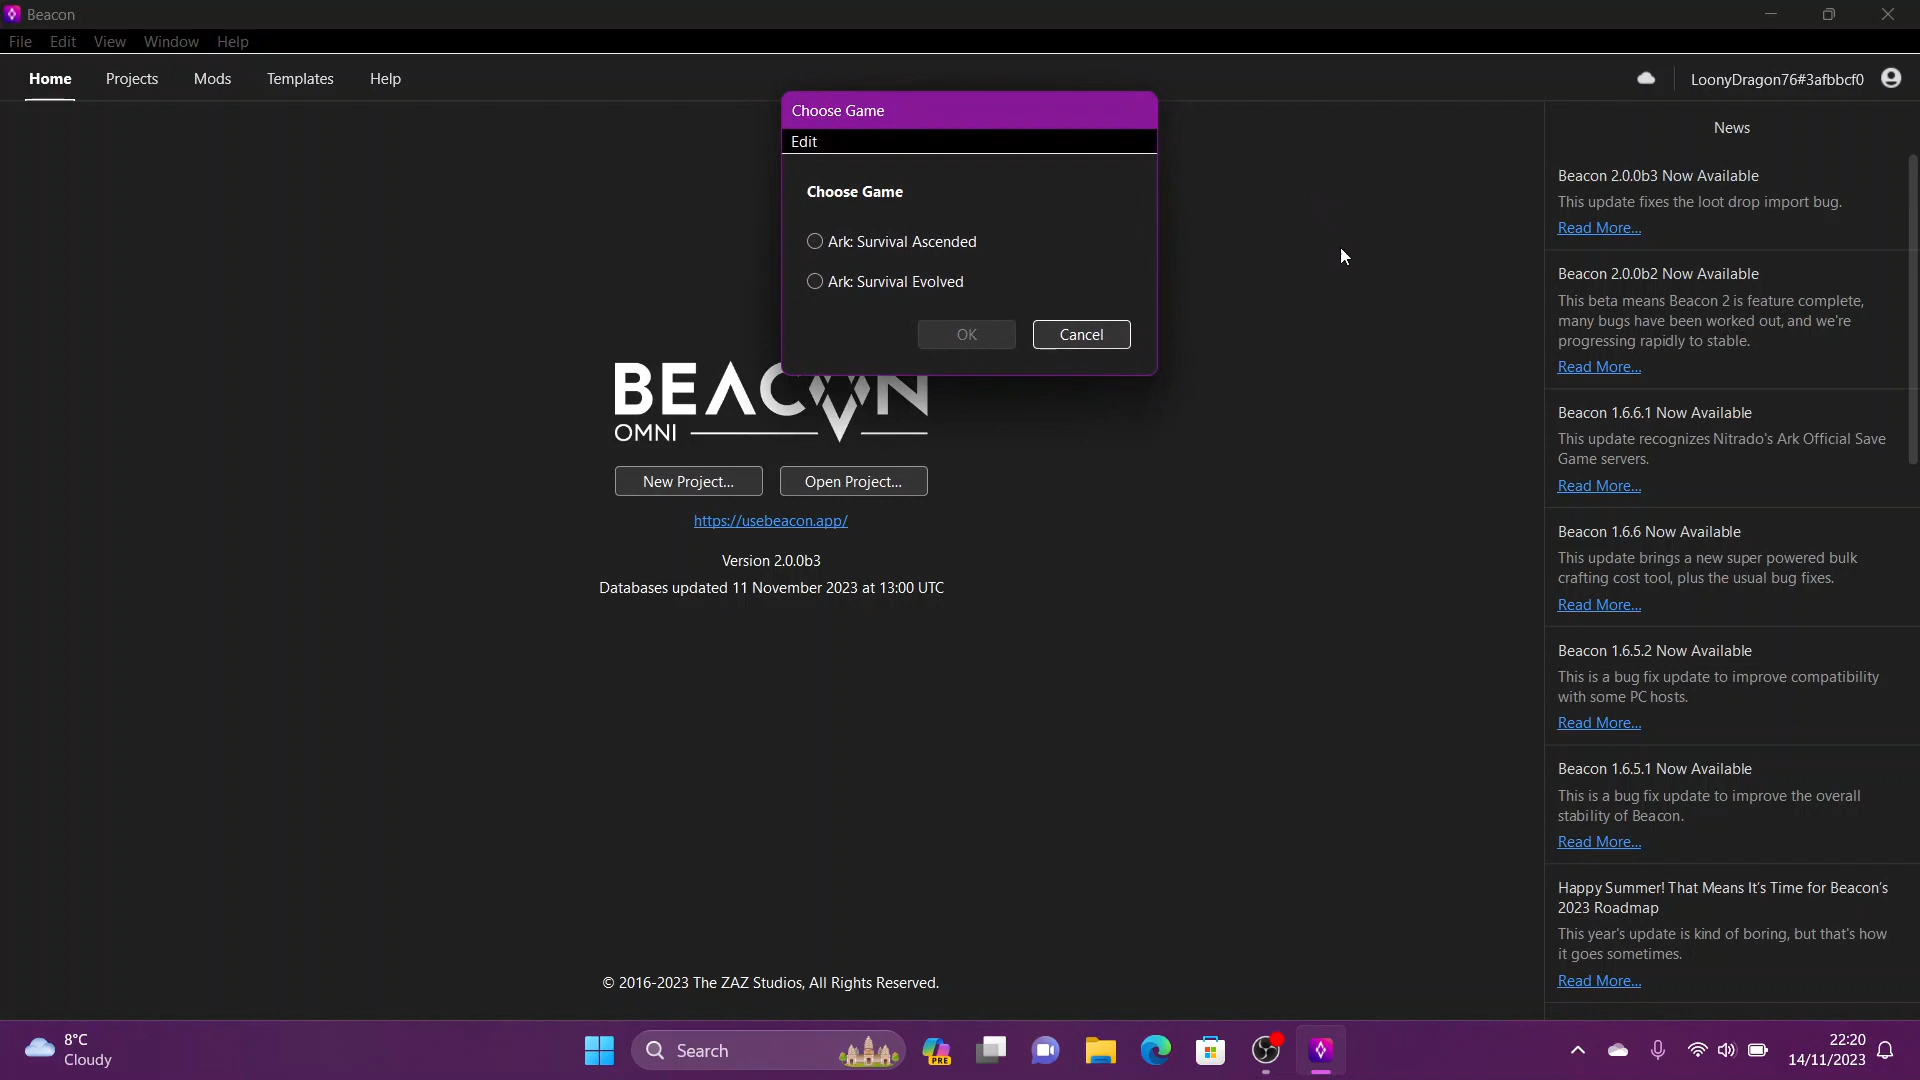 Beacon
File Edit View Window Help
Home Projects Mods Templates Help
LoonyDragon76#3afbbcf0
Choose Game
Edit
Choose Game
Ark: Survival Ascended
Ark: Survival Evolved
OK Cancel
BEACON
OMNI
New Project... Open Project...
https://usebeacon.app/
Version 2.0.0b3
Databases updated 11 November 2023 at 13:00 UTC
© 2016-2023 The ZAZ Studios, All Rights Reserved.
News
Beacon 2.0.0b3 Now Available
This update fixes the loot drop import bug.
Read More...
Beacon 2.0.0b2 Now Available
This beta means Beacon 2 is feature complete,
many bugs have been worked out, and we're
progressing rapidly to stable.
Read More...
Beacon 1.6.6.1 Now Available
This update recognizes Nitrado's Ark Official Save
Game servers.
Read More...
Beacon 1.6.6 Now Available
This update brings a new super powered bulk
crafting cost tool, plus the usual bug fixes.
Read More...
Beacon 1.6.5.2 Now Available
This is a bug fix update to improve compatibility
with some PC hosts.
Read More...
Beacon 1.6.5.1 Now Available
This is a bug fix update to improve the overall
stability of Beacon.
Read More...
Happy Summer! That Means It's Time for Beacon's
2023 Roadmap
This year's update is kind of boring, but that's how
it goes sometimes.
Read More...
8°C
Cloudy
Search
PRE
22:20
14/11/2023